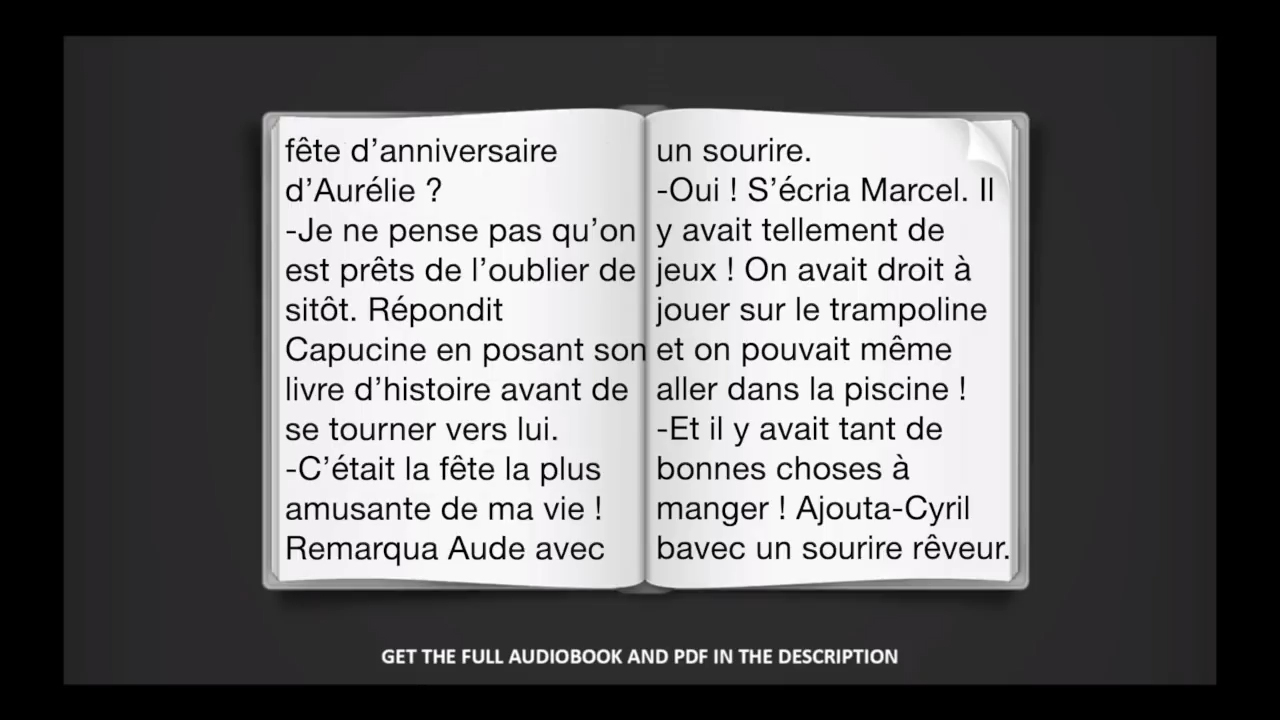 fête d’anniversaire
d’Aurélie ?
-Je ne pense pas qu’on
est prêts de l’oublier de
sitôt. Répondit
Capucine en posant son
livre d’histoire avant de
se tourner vers lui.
-C’était la fête la plus
amusante de ma vie !
Remarqua Aude avec
un sourire.
-Oui ! S’écria Marcel. Il
y avait tellement de
jeux ! On avait droit à
jouer sur le trampoline
et on pouvait même
aller dans la piscine !
-Et il y avait tant de
bonnes choses à
manger ! Ajouta-Cyril
bavec un sourire rêveur.
GET THE FULL AUDIOBOOK AND PDF IN THE DESCRIPTION